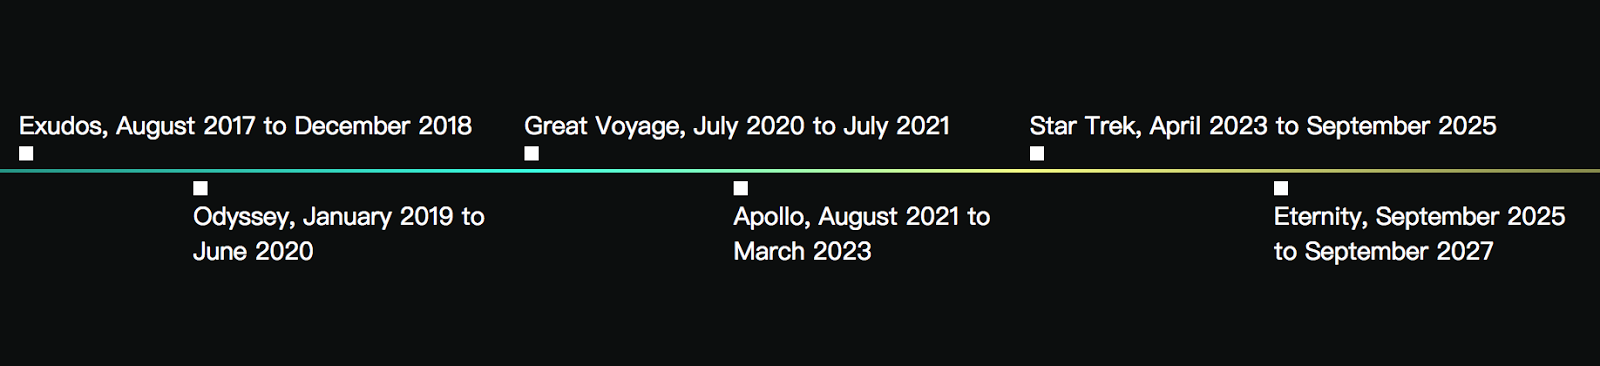 Exudos, August 2017 to December 2018
Great Voyage, July 2020 to July 2021
Star Trek, April 2023 to September 2025
Odyssey, January 2019 to
June 2020
Apollo, August 2021 to
March 2023
Eternity, September 2025
to September 2027